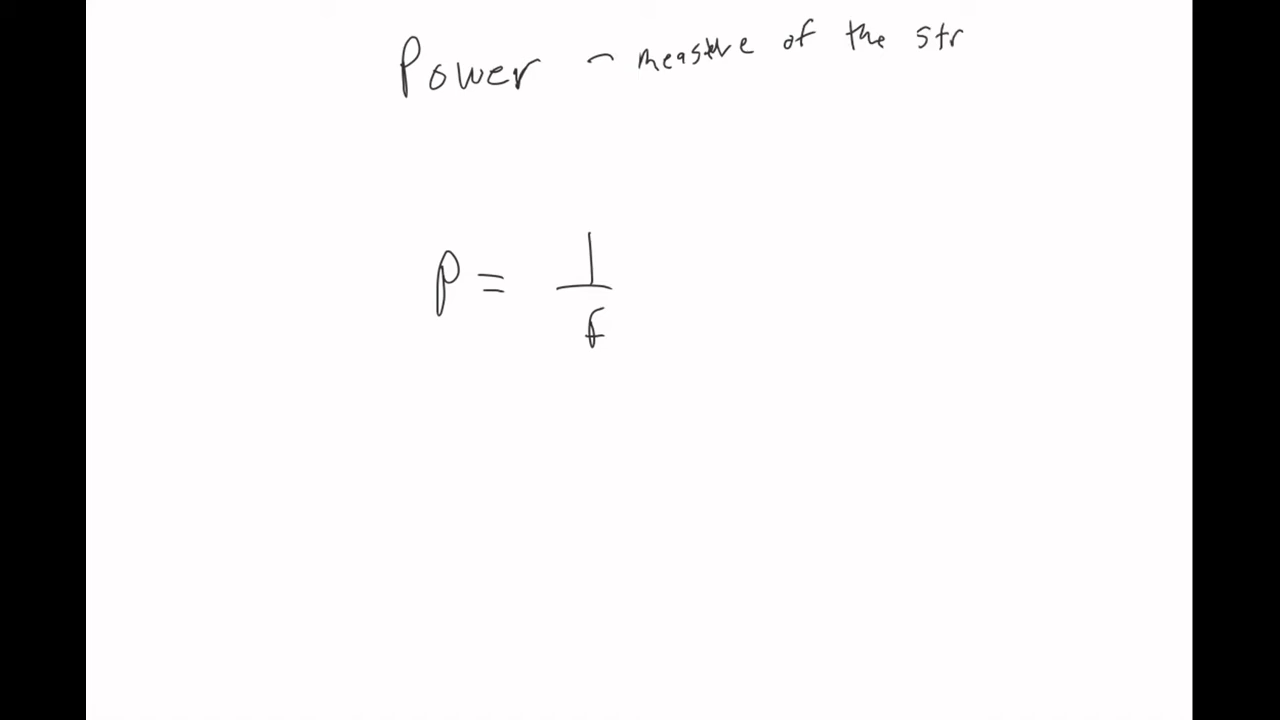 Power - measure of the str
P = 1/f